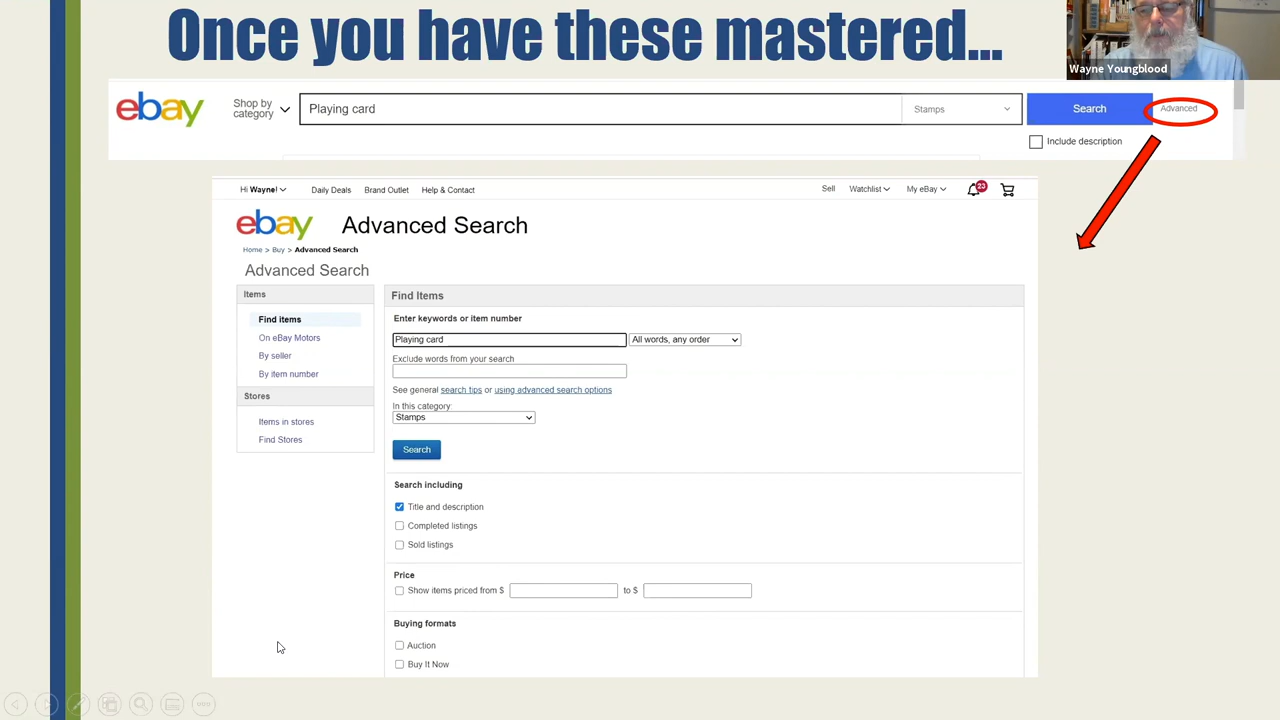 Once you have these mastered...
Wayne Youngblood
ebay
Shop by category
Playing card
Stamps
Search
Advanced
Include description
Hi Wayne!
Daily Deals
Brand Outlet
Help & Contact
Sell
Watchlist
My eBay
23
ebay
Advanced Search
Home > Buy > Advanced Search
Advanced Search
Items
Find items
On eBay Motors
By seller
By item number
Stores
Items in stores
Find Stores
Find Items
Enter keywords or item number
Playing card
All words, any order
Exclude words from your search
See general search tips or using advanced search options
In this category:
Stamps
Search
Search including
Title and description
Completed listings
Sold listings
Price
Show items priced from $ to $
Buying formats
Auction
Buy It Now